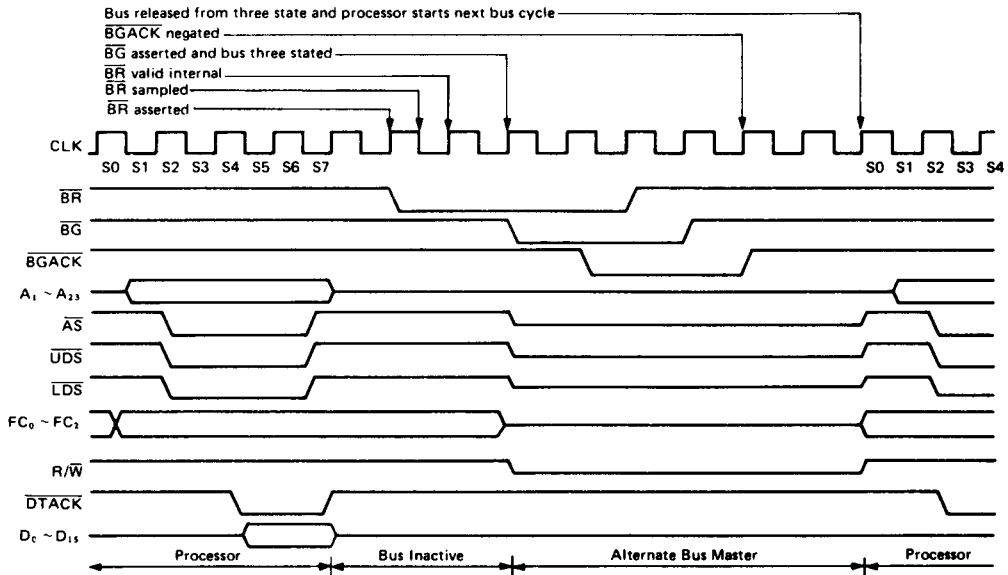 Bus released from three state and processor starts next bus cycle
BGACK negated
BG asserted and bus three stated
BR valid internal
BR sampled
BR asserted
CLK
S0 S1 S2 S3 S4 S5 S6 S7 S0 S1 S2 S3 S4
BR
BG
BGACK
A₁ ~ A₂₃
AS
UDS
LDS
FC₀ ~ FC₂
R/W
DTACK
D₀ ~ D₁₅
Processor Bus Inactive Alternate Bus Master Processor